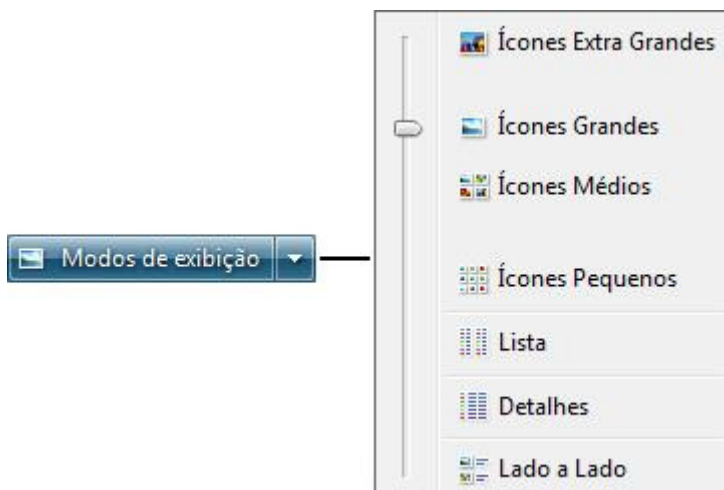 Modos de exibição
Ícones Extra Grandes
Ícones Grandes
Ícones Médios
Ícones Pequenos
Lista
Detalhes
Lado a Lado